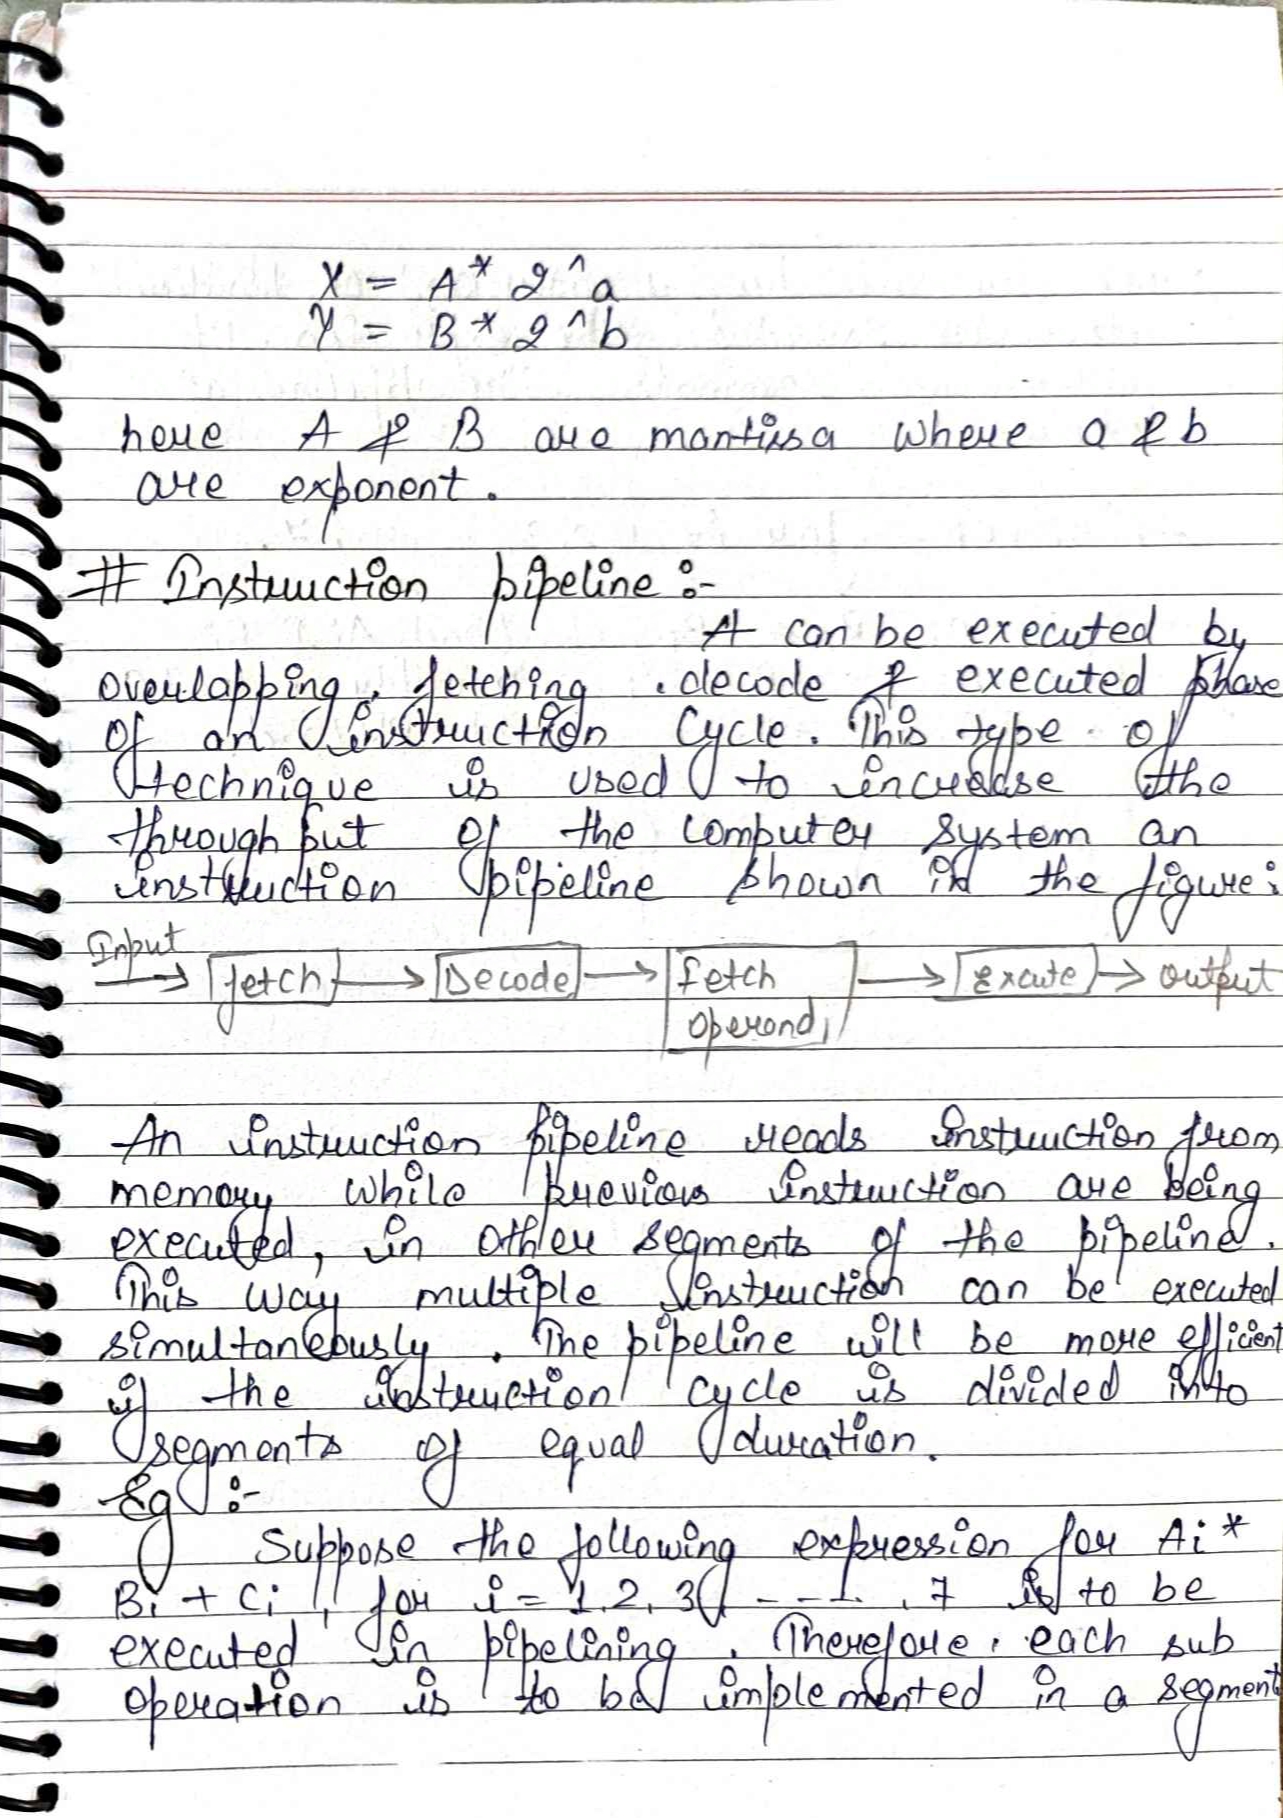 X = A * 2 ^ a
Y = B * 2 ^ b
here A & B are mantissa where a & b
are exponent.
# Instruction pipeline :-
It can be executed by
overlapping, fetching, decode & executed phase
of an instruction cycle. This type of
technique is used to increase the
throughput of the computer system an
instruction pipeline shown in the figure:
Input → fetch → Decode → fetch operand → Excute → output
An instruction pipeline reads instruction from
memory while previous instruction are being
executed, in other segments of the pipeline.
This way multiple instruction can be executed
simultaneously. The pipeline will be more efficient
if the instruction cycle is divided into
segments of equal duration.
Eg :-
Suppose the following expression for Ai *
Bi + Ci, for i = 1, 2, 3, - - - . , 7 is to be
executed in pipelining. Therefore, each sub
operation is to be implemented in a segment